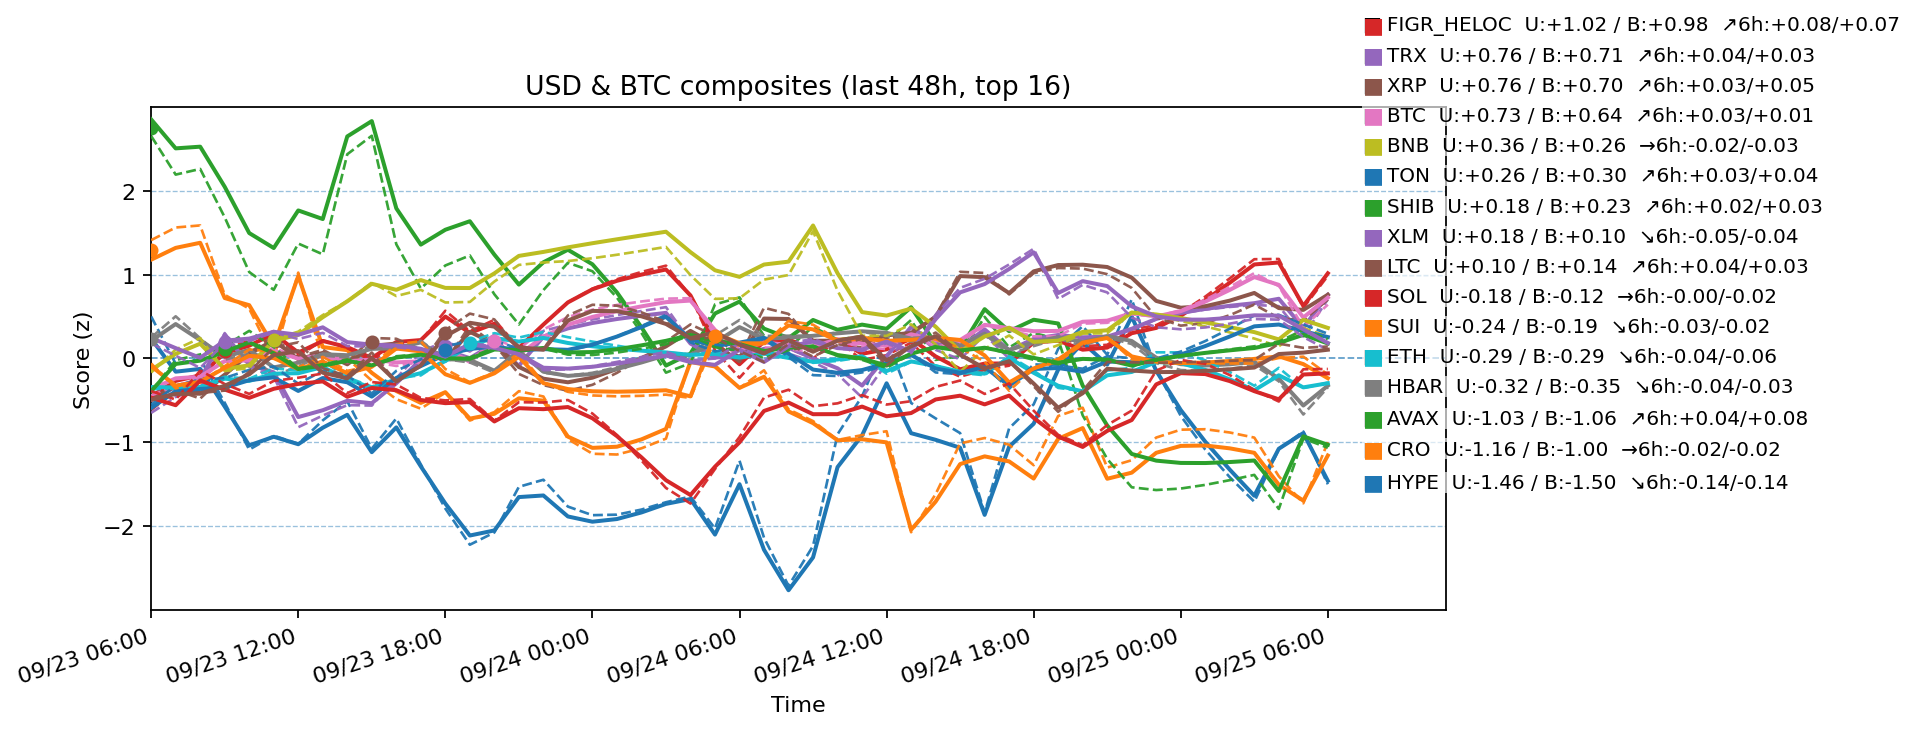 USD & BTC composites (last 48h, top 16)
FIGR_HELOC U:+1.02 / B:+0.98 ↗6h:+0.08/+0.07
TRX U:+0.76 / B:+0.71 ↗6h:+0.04/+0.03
XRP U:+0.76 / B:+0.70 ↗6h:+0.03/+0.05
BTC U:+0.73 / B:+0.64 ↗6h:+0.03/+0.01
BNB U:+0.36 / B:+0.26 →6h:-0.02/-0.03
TON U:+0.26 / B:+0.30 ↗6h:+0.03/+0.04
SHIB U:+0.18 / B:+0.23 ↗6h:+0.02/+0.03
XLM U:+0.18 / B:+0.10 ↘6h:-0.05/-0.04
LTC U:+0.10 / B:+0.14 ↗6h:+0.04/+0.03
SOL U:-0.18 / B:-0.12 →6h:-0.00/-0.02
SUI U:-0.24 / B:-0.19 ↘6h:-0.03/-0.02
ETH U:-0.29 / B:-0.29 ↘6h:-0.04/-0.06
HBAR U:-0.32 / B:-0.35 ↘6h:-0.04/-0.03
AVAX U:-1.03 / B:-1.06 ↗6h:+0.04/+0.08
CRO U:-1.16 / B:-1.00 →6h:-0.02/-0.02
HYPE U:-1.46 / B:-1.50 ↘6h:-0.14/-0.14
Score (z)
2
1
0
−1
−2
09/23 06:00
09/23 12:00
09/23 18:00
09/24 00:00
09/24 06:00
09/24 12:00
09/24 18:00
09/25 00:00
09/25 06:00
Time